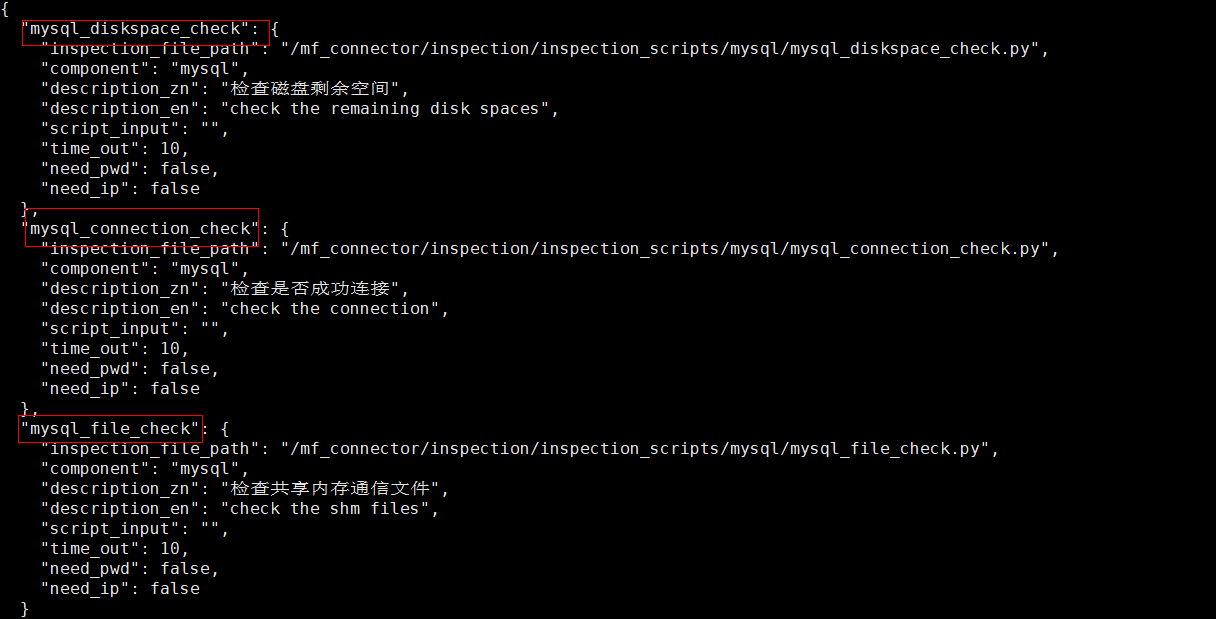 {
  "mysql_diskspace_check": {
    "inspection_file_path": "/mf_connector/inspection/inspection_scripts/mysql/mysql_diskspace_check.py",
    "component": "mysql",
    "description_zn": "检查磁盘剩余空间",
    "description_en": "check the remaining disk spaces",
    "script_input": "",
    "time_out": 10,
    "need_pwd": false,
    "need_ip": false
  },
  "mysql_connection_check": {
    "inspection_file_path": "/mf_connector/inspection/inspection_scripts/mysql/mysql_connection_check.py",
    "component": "mysql",
    "description_zn": "检查是否成功连接",
    "description_en": "check the connection",
    "script_input": "",
    "time_out": 10,
    "need_pwd": false,
    "need_ip": false
  },
  "mysql_file_check": {
    "inspection_file_path": "/mf_connector/inspection/inspection_scripts/mysql/mysql_file_check.py",
    "component": "mysql",
    "description_zn": "检查共享内存通信文件",
    "description_en": "check the shm files",
    "script_input": "",
    "time_out": 10,
    "need_pwd": false,
    "need_ip": false
  }